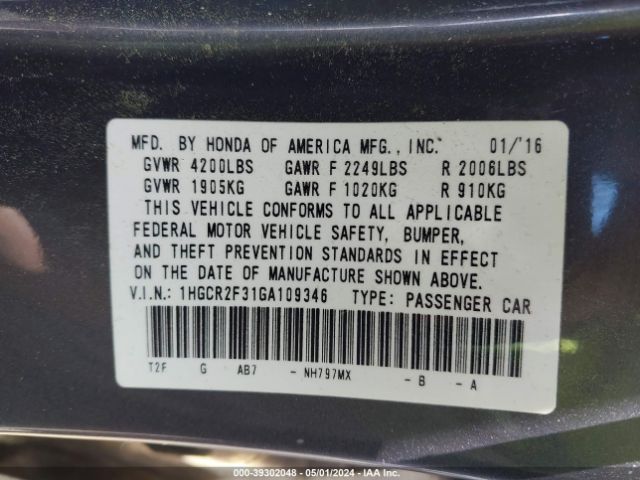 MFD. BY HONDA OF AMERICA MFG., INC. 01/'16
GVWR 4200LBS GAWR F 2249LBS R 2006LBS
GVWR 1905KG GAWR F 1020KG R 910KG
THIS VEHICLE CONFORMS TO ALL APPLICABLE
FEDERAL MOTOR VEHICLE SAFETY, BUMPER,
AND THEFT PREVENTION STANDARDS IN EFFECT
ON THE DATE OF MANUFACTURE SHOWN ABOVE.
V.I.N.: 1HGCR2F31GA109346 TYPE: PASSENGER CAR
T2F G AB7 - NH797MX - B - A
000-39302048 - 05/01/2024 - IAA Inc.